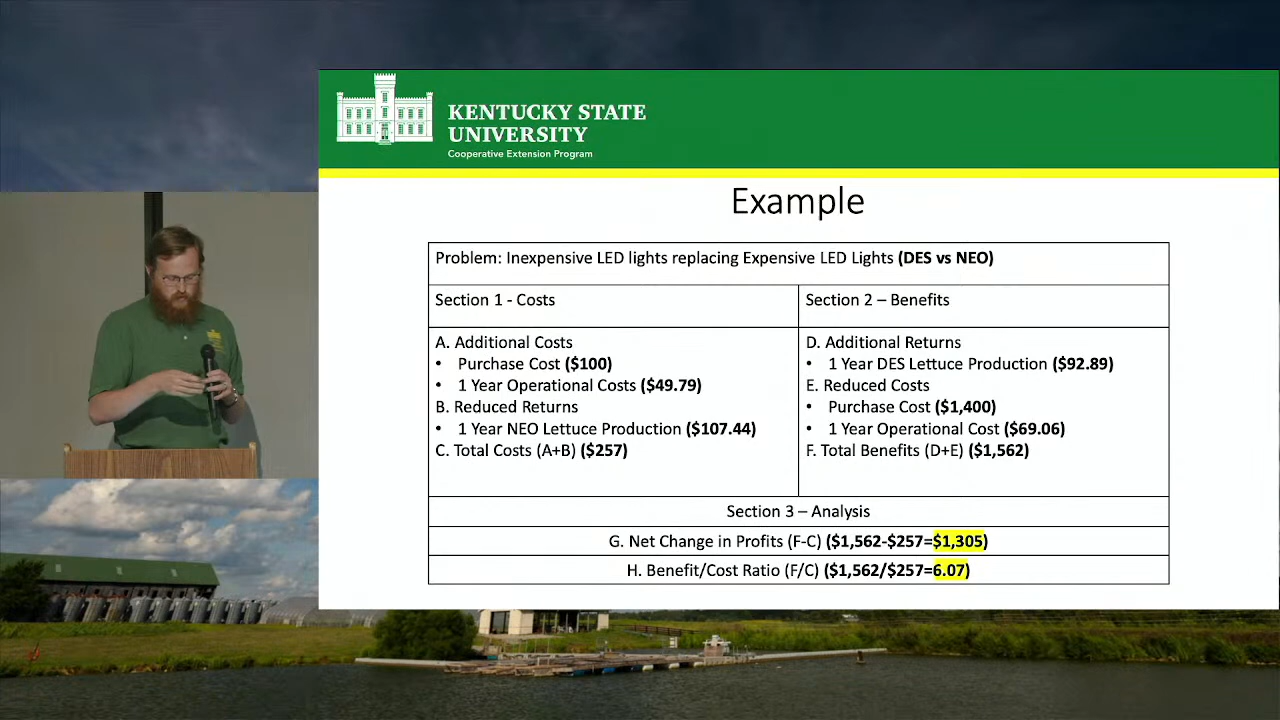 KENTUCKY STATE
UNIVERSITY
Cooperative Extension Program
Example
Problem: Inexpensive LED lights replacing Expensive LED Lights (DES vs NEO)
Section 1 - Costs
A. Additional Costs
• Purchase Cost ($100)
• 1 Year Operational Costs ($49.79)
B. Reduced Returns
• 1 Year NEO Lettuce Production ($107.44)
C. Total Costs (A+B) ($257)
Section 2 – Benefits
D. Additional Returns
• 1 Year DES Lettuce Production ($92.89)
E. Reduced Costs
• Purchase Cost ($1,400)
• 1 Year Operational Cost ($69.06)
F. Total Benefits (D+E) ($1,562)
Section 3 – Analysis
G. Net Change in Profits (F-C) ($1,562-$257=$1,305)
H. Benefit/Cost Ratio (F/C) ($1,562/$257=6.07)